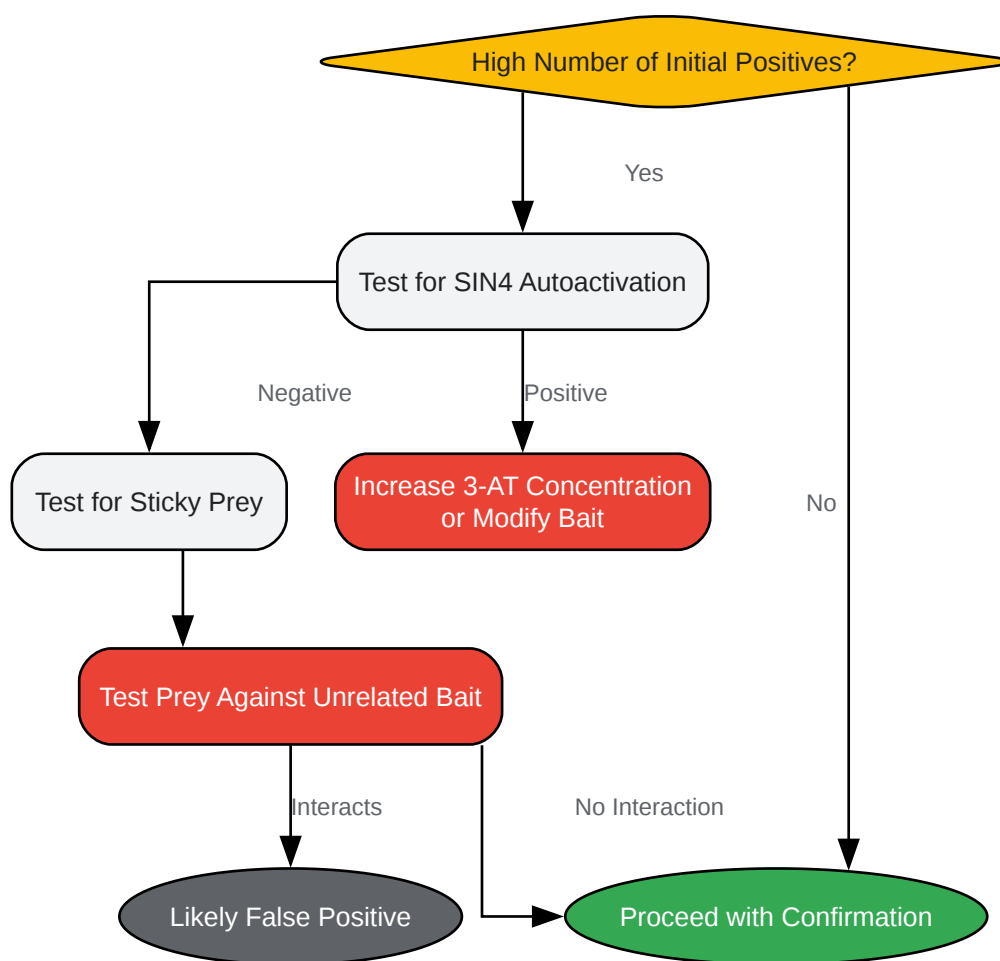 High Number of Initial Positives?
Yes
Test for SIN4 Autoactivation
Negative
Positive
Test for Sticky Prey
Increase 3-AT Concentration
or Modify Bait
No
Test Prey Against Unrelated Bait
Interacts
No Interaction
Likely False Positive
Proceed with Confirmation